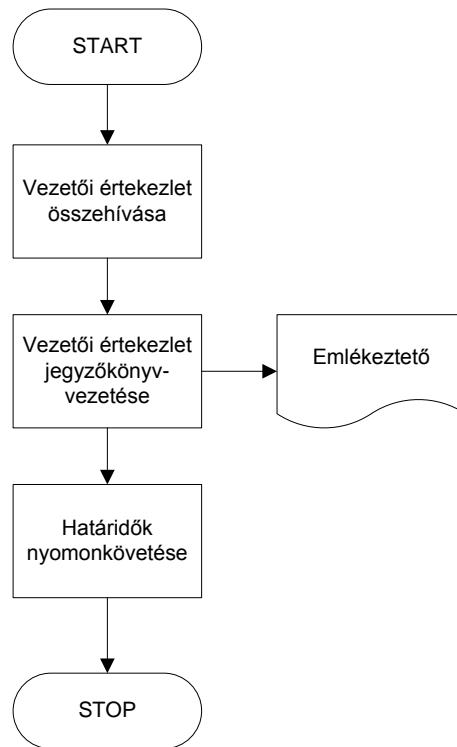 START
Vezetői értekezlet
összehívása
Vezetői értekezlet
jegyzőkönyv-
vezetése
Emlékeztető
Határidők
nyomonkövetése
STOP